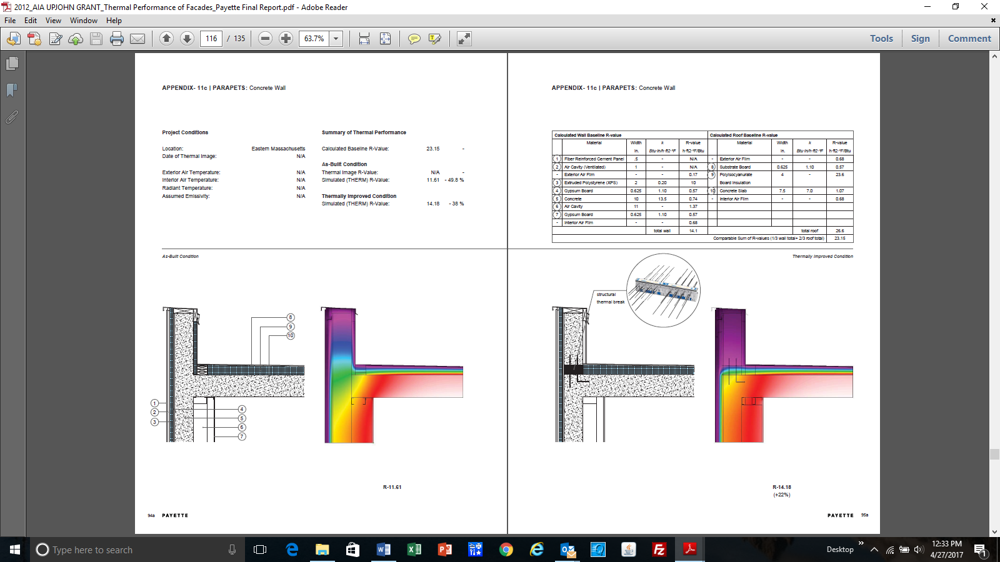 2012_AIA UPJOHN GRANT_Thermal Performance of Facades_Payette Final Report.pdf - Adobe Reader
File Edit View Window Help
116 / 135 63.7% Tools Sign Comment
APPENDIX- 11c | PARAPETS: Concrete Wall
Project Conditions
Location: Eastern Massachusetts
Date of Thermal Image: N/A
Exterior Air Temperature: N/A
Interior Air Temperature: N/A
Radiant Temperature: N/A
Assumed Emissivity: N/A
Summary of Thermal Performance
Calculated Baseline R-Value: 23.15 -
As-Built Condition
Thermal Image R-Value: N/A -
Simulated (THERM) R-Value: 11.61 - 49.8 %
Thermally Improved Condition
Simulated (THERM) R-Value: 14.18 - 38 %
As-Built Condition
8
9
10
1
2
3
4
5
6
7
R-11.61
94a PAYETTE
APPENDIX- 11c | PARAPETS: Concrete Wall
Calculated Wall Baseline R-value Calculated Roof Baseline R-value
Material Width k R-value Material Width k R-value
in. Btu·in/h·ft2·°F h·ft2·°F/Btu in. Btu·in/h·ft2·°F h·ft2·°F/Btu
1 Fiber Reinforced Cement Panel .5 - N/A - Exterior Air Film - - 0.68
2 Air Cavity (Ventilated) 1 - N/A 8 Substrate Board 0.625 1.10 0.57
- Exterior Air Film - - 0.17 9 Polyisocyanurate 4 - 23.6
3 Extruded Polystyrene (XPS) 2 0.20 10 Board Insulation
4 Gypsum Board 0.625 1.10 0.57 10 Concrete Slab 7.5 7.0 1.07
5 Concrete 10 13.5 0.74 - Interior Air Film - - 0.68
6 Air Cavity 11 - 1.37
7 Gypsum Board 0.625 1.10 0.57
- Interior Air Film - - 0.68
total wall 14.1 total roof 26.6
Comparable Sum of R-values (1/3 wall total+ 2/3 roof total) 23.15
Thermally Improved Condition
structural
thermal break
R-14.18
(+22%)
PAYETTE 95a
Type here to search
Desktop
12:33 PM
4/27/2017
1